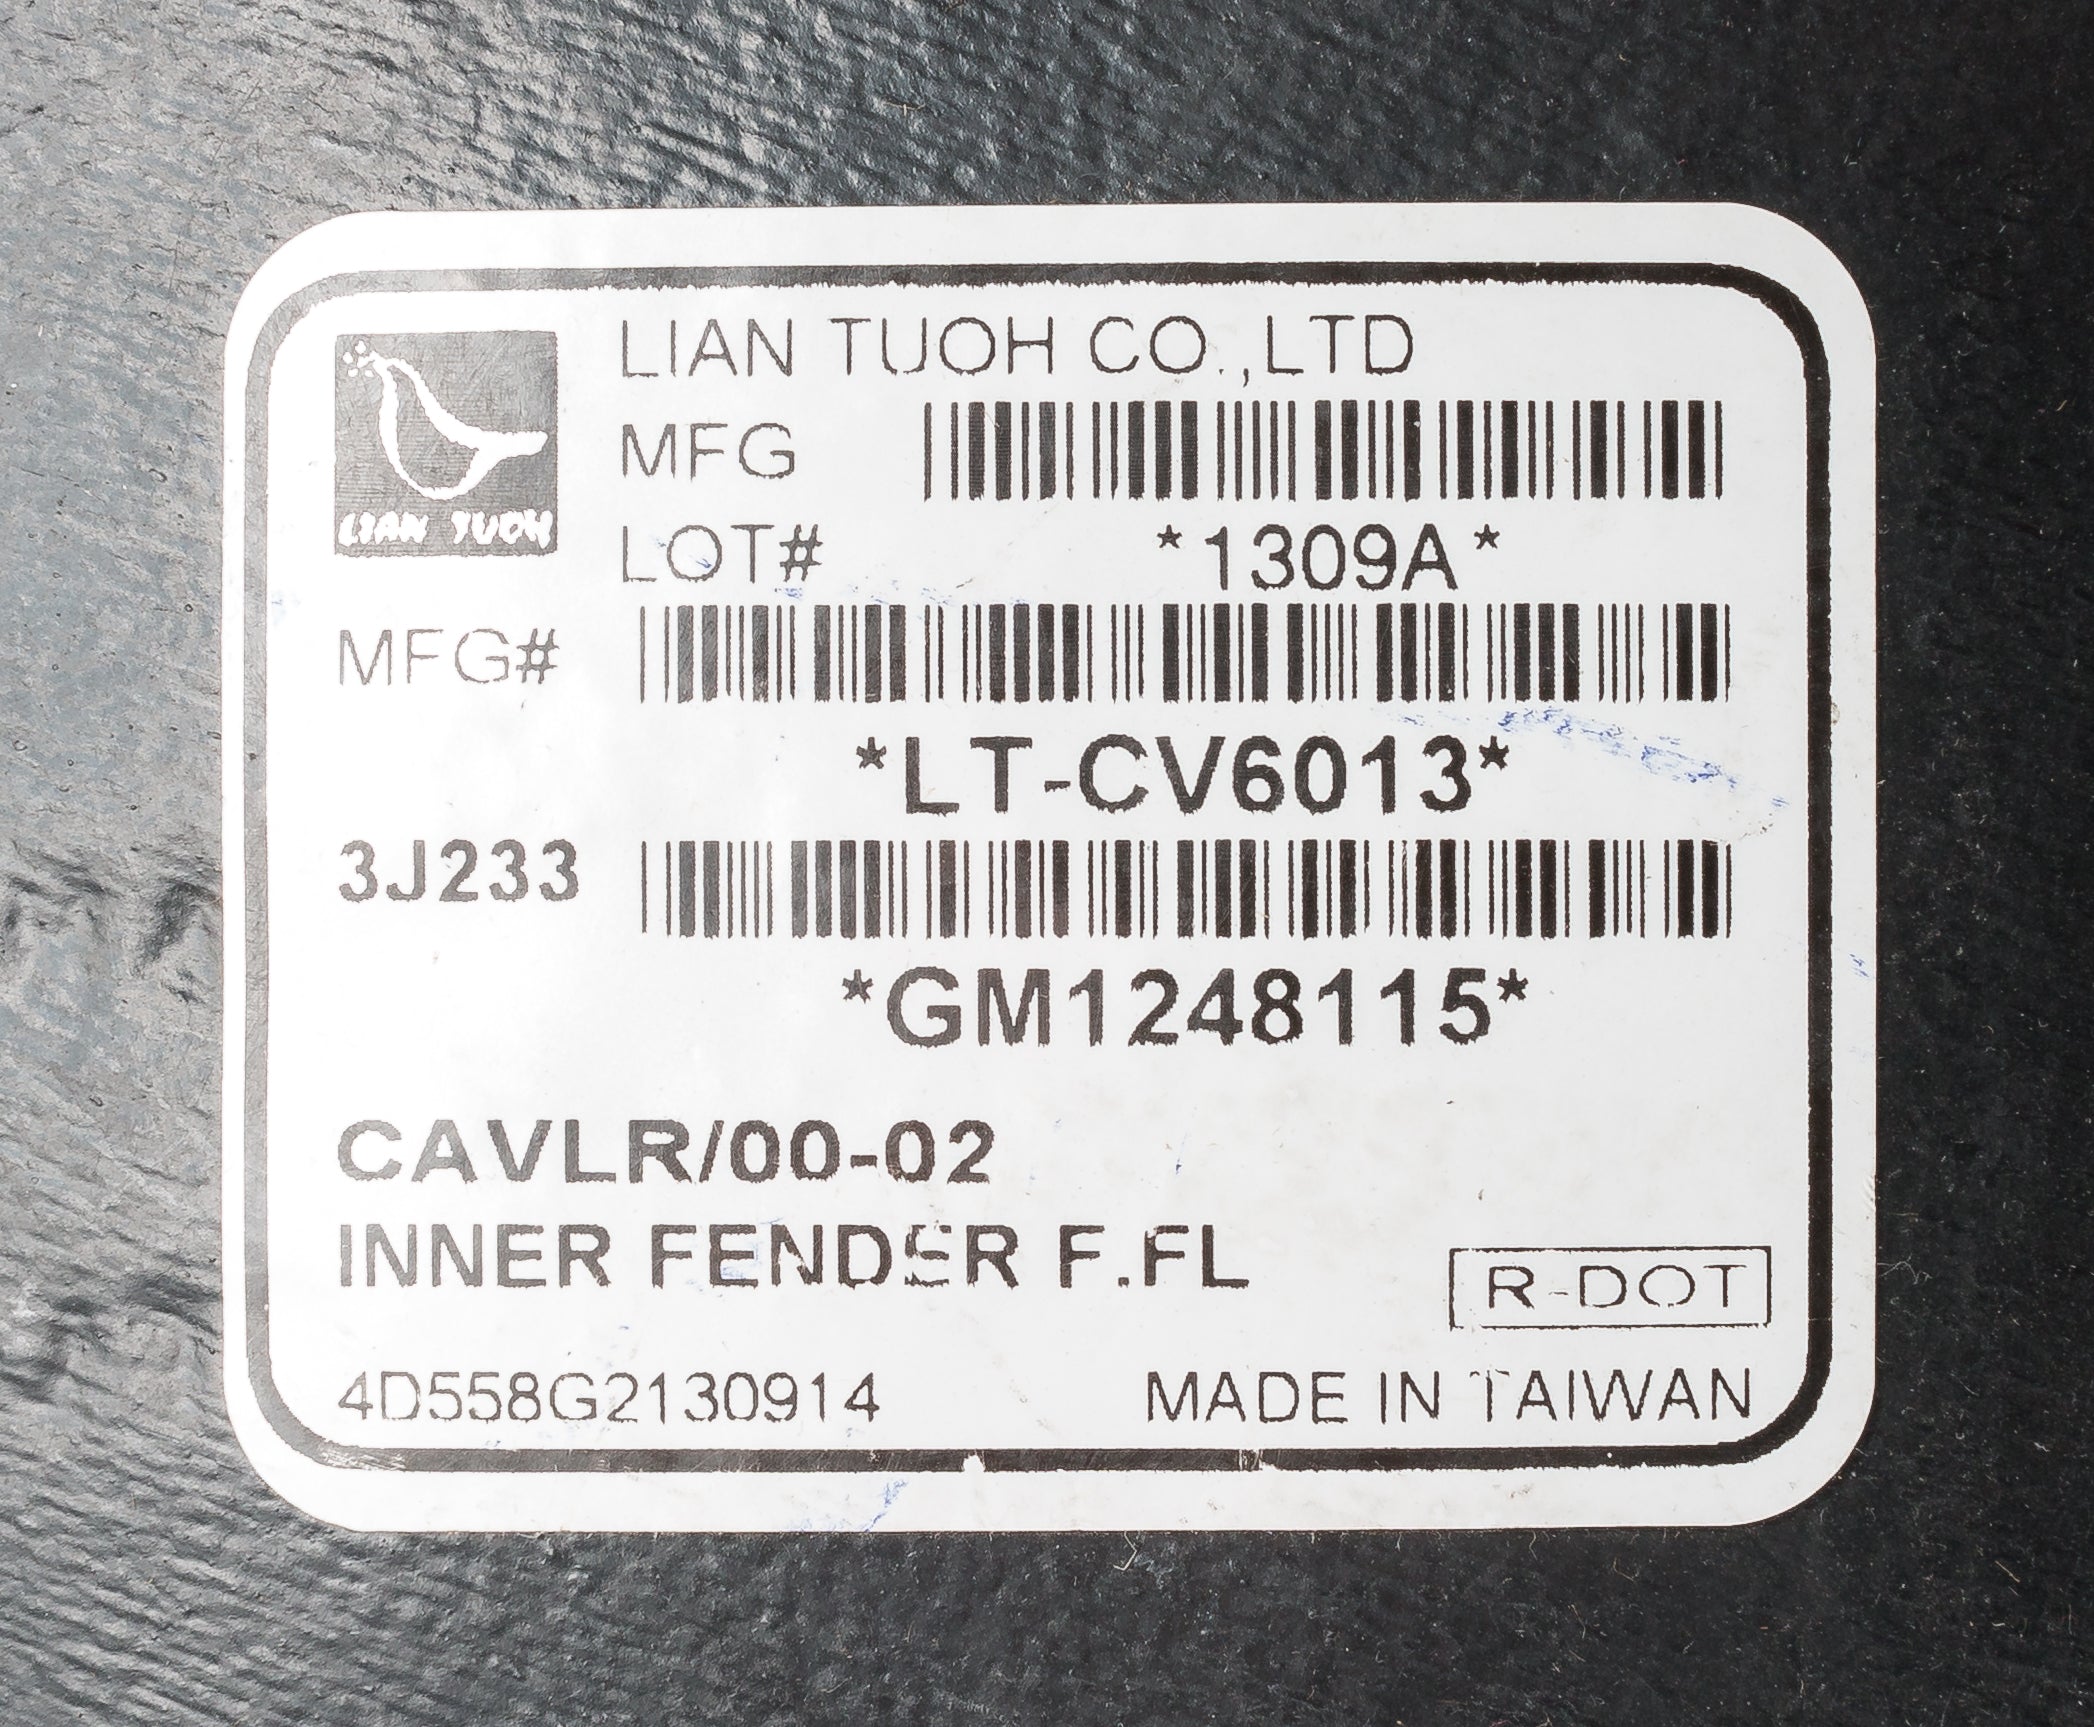 LIAN TUOH CO.,LTD
LIAN TUOH
MFG
LOT# *1309A*
MFG#
*LT-CV6013*
3J233
*GM1248115*
CAVLR/00-02
INNER FENDER F.FL
R-DOT
4D558G2130914 MADE IN TAIWAN